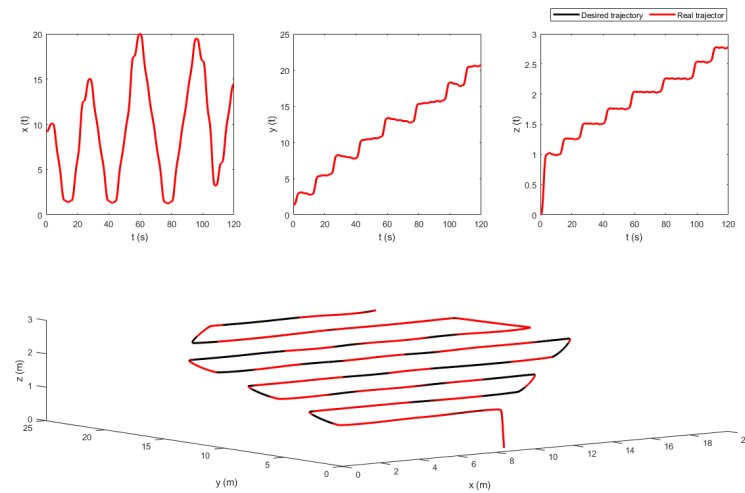 Desired trajectory Real trajector
20 25 3
15 20 2.5
10 15 2
5 10 1.5
0 5 1
0 0.5
0
x (t)
y (t)
z (t)
0 20 40 60 80 100 120
0 20 40 60 80 100 120
0 20 40 60 80 100 120
t (s)
t (s)
t (s)
3
2
1
0
z (m)
25 20 15 10 5 0
y (m)
0 2 4 6 8 10 12 14 16 18
x (m)